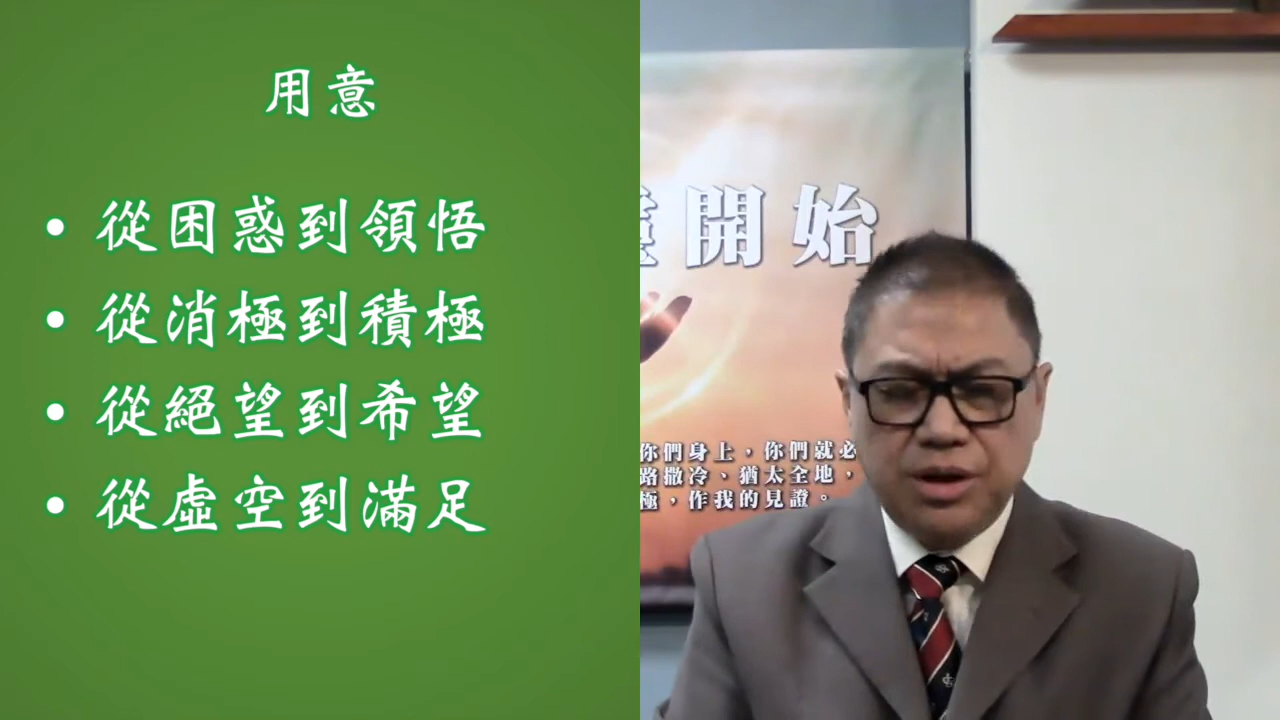 用意
• 從困惑到領悟
• 從消極到積極
• 從絕望到希望
• 從虛空到滿足
開始
你們身上，你們就必
路撒冷、猶太全地，
極，作我的見證。